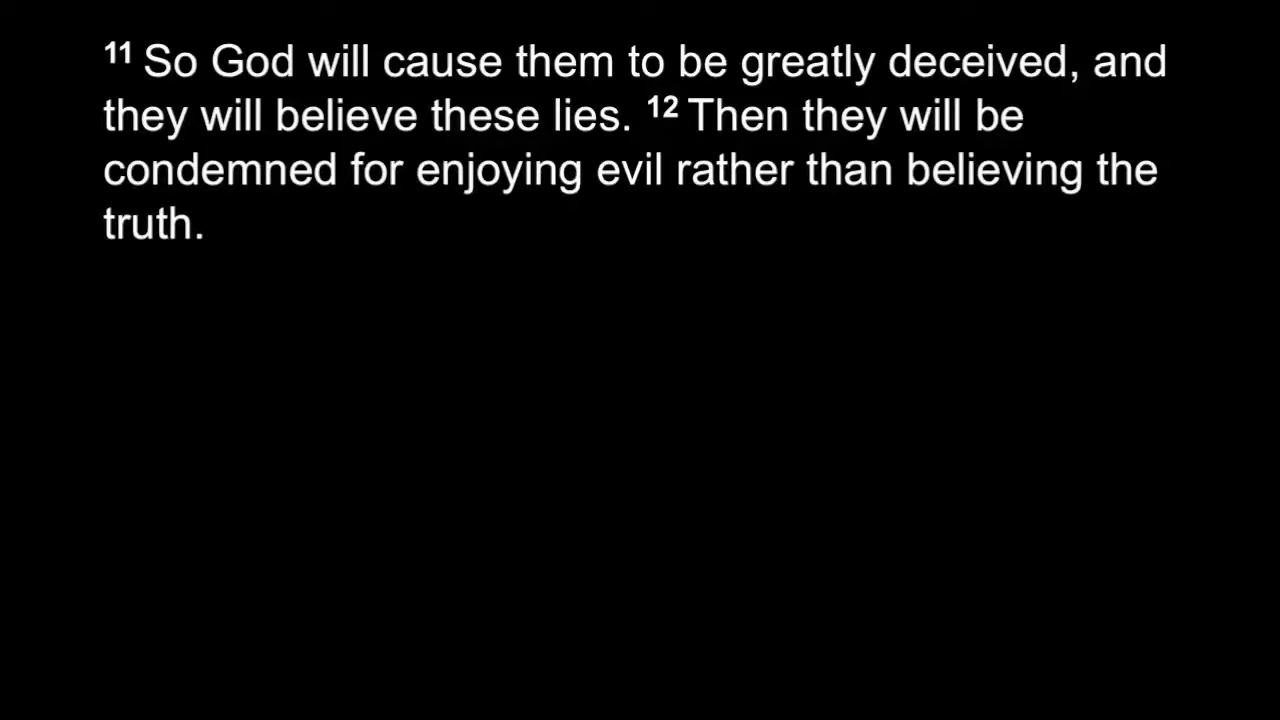 11 So God will cause them to be greatly deceived, and
they will believe these lies. 12 Then they will be
condemned for enjoying evil rather than believing the
truth.